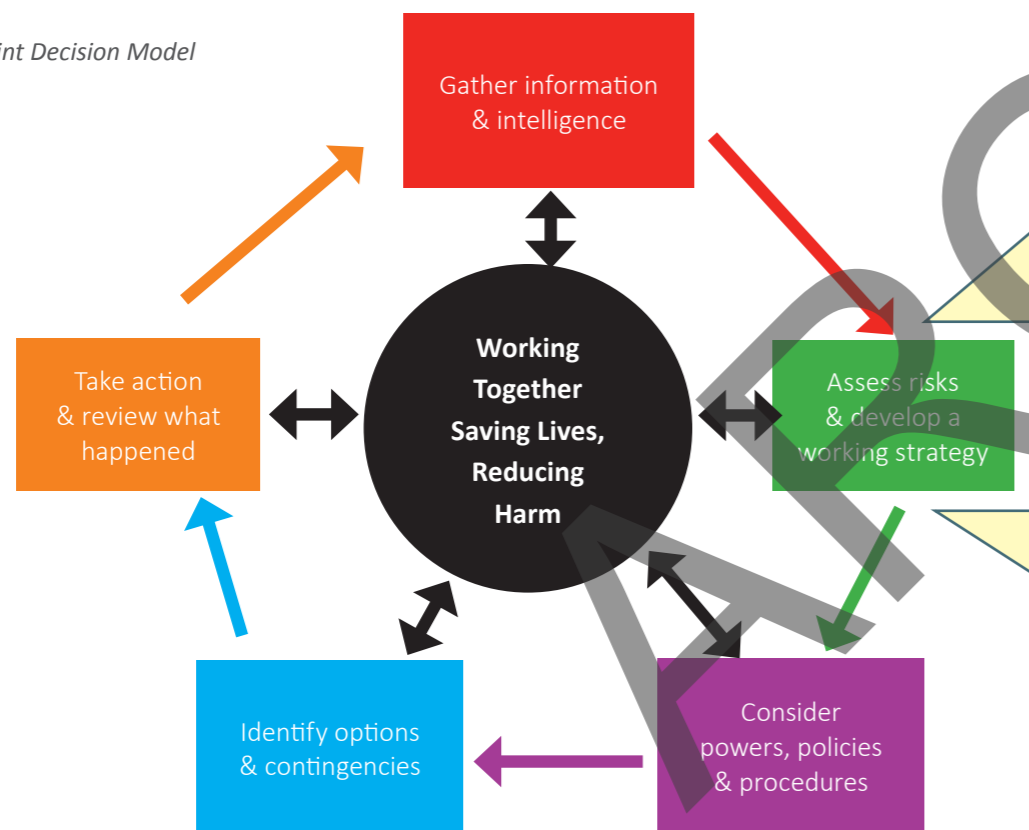 int Decision Model
Gather information
& intelligence
Working
Together
Saving Lives,
Reducing
Harm
Take action
& review what
happened
Assess risks
& develop a
working strategy
Identify options
& contingencies
Consider
powers, policies
& procedures